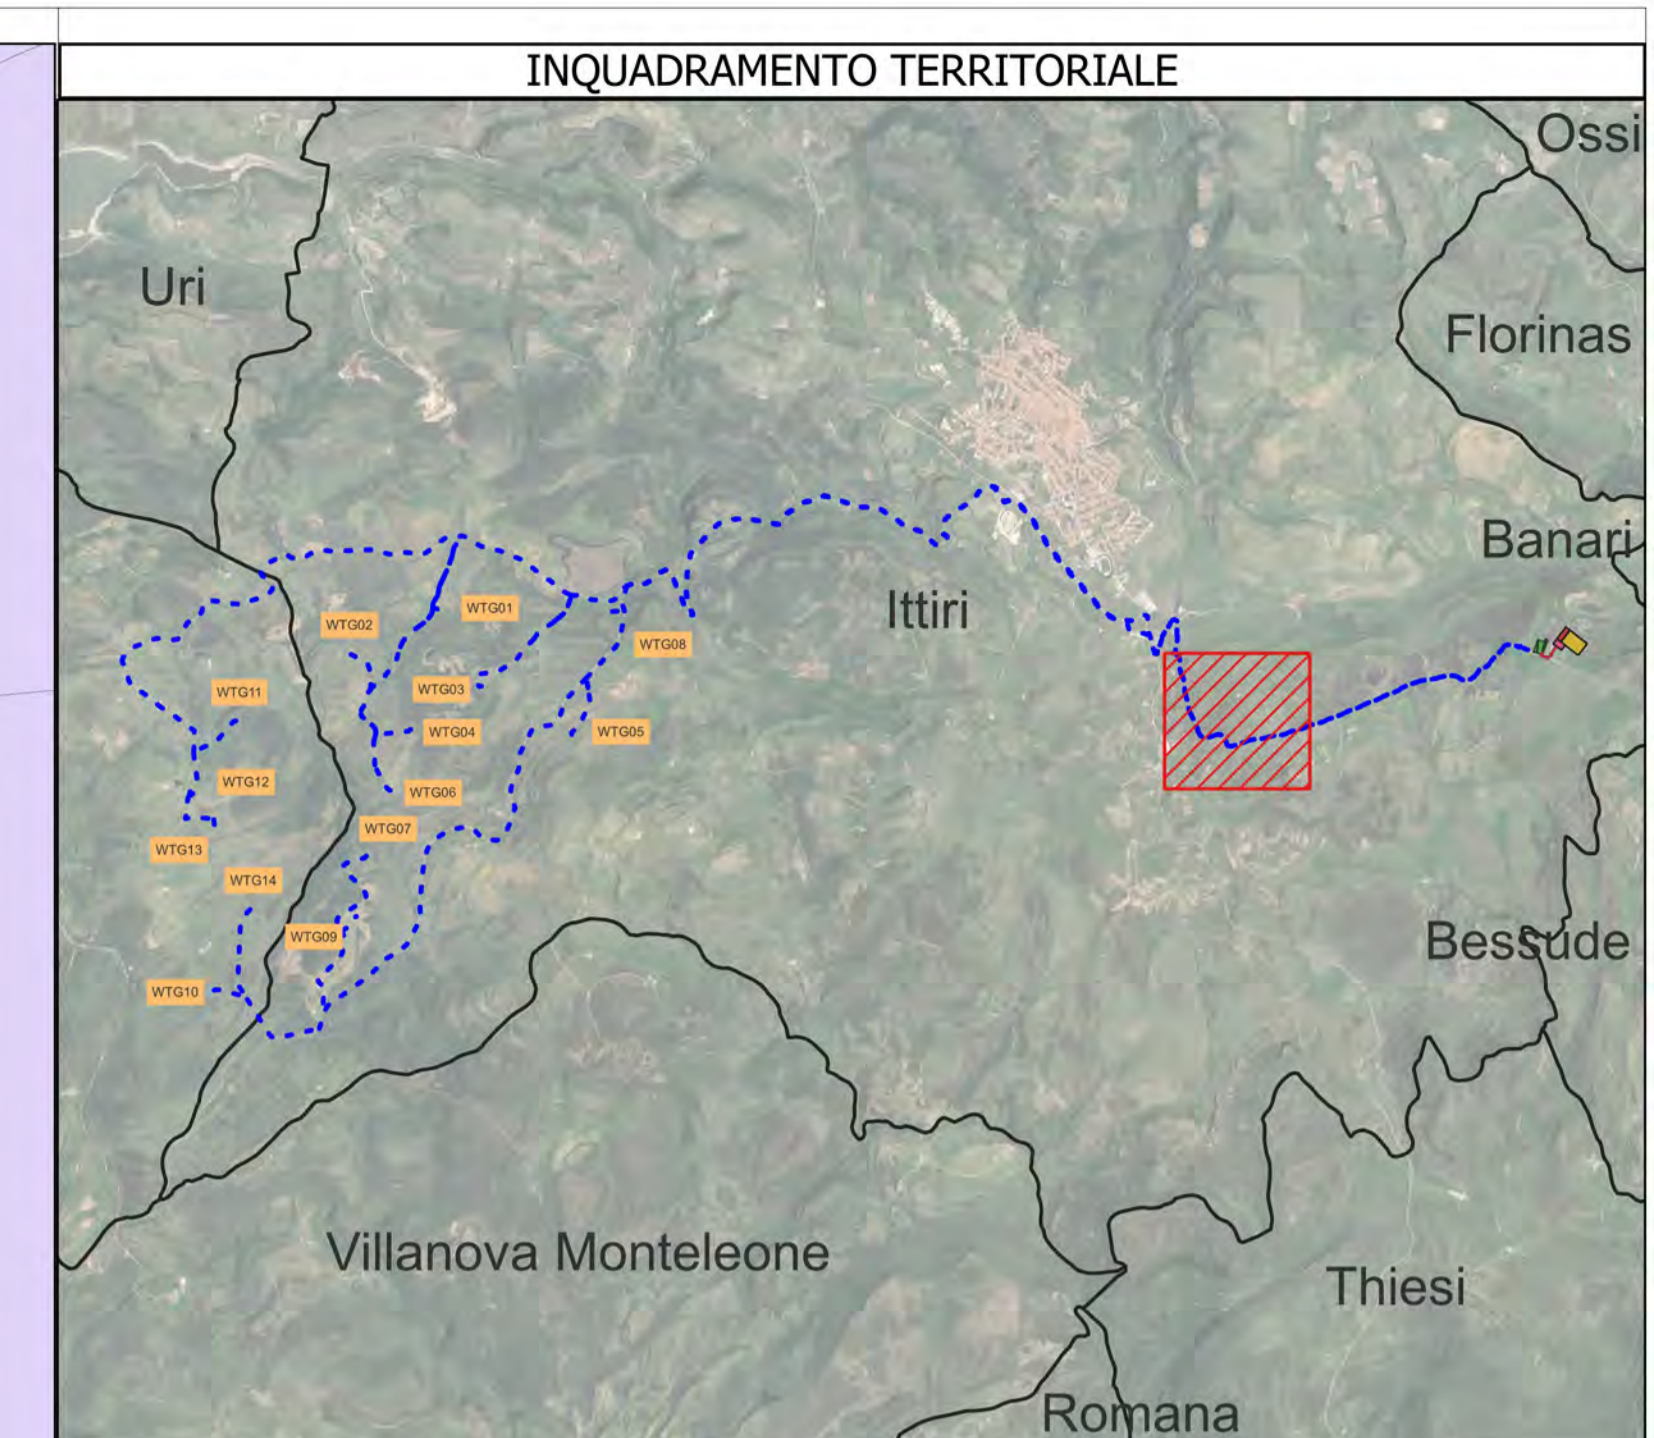 INQUADRAMENTO TERRITORIALE
Ossi
Uri
Florinas
Banari
WTG01
Ittiri
WTG02
WTG08
WTG03
WTG11
WTG04
WTG05
WTG12
WTG06
WTG07
WTG13
WTG14
WTG09
Bessude
WTG10
Villanova Monteleone
Thiesi
Romana